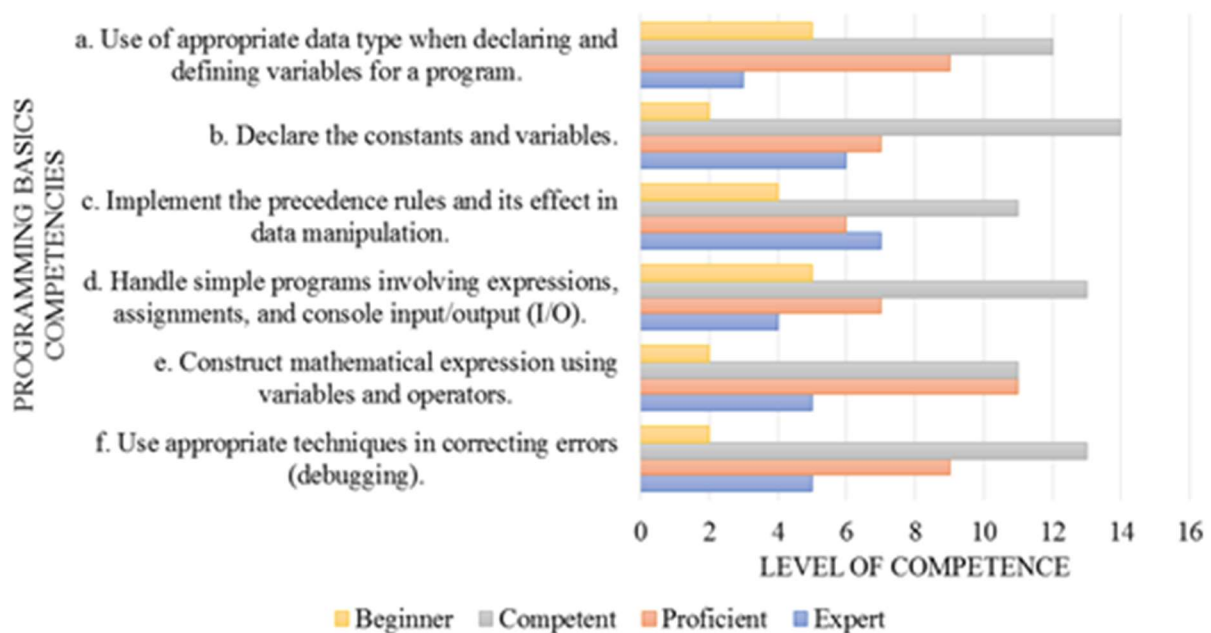 PROGRAMMING BASICS
COMPETENCIES
a. Use of appropriate data type when declaring and
defining variables for a program.
b. Declare the constants and variables.
c. Implement the precedence rules and its effect in
data manipulation.
d. Handle simple programs involving expressions,
assignments, and console input/output (I/O).
e. Construct mathematical expression using
variables and operators.
f. Use appropriate techniques in correcting errors
(debugging).
0 2 4 6 8 10 12 14 16
LEVEL OF COMPETENCE
Beginner Competent Proficient Expert